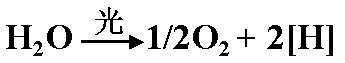 H₂O —光→ 1/2O₂ + 2[H]